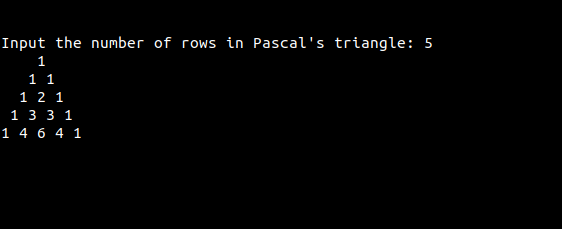 Input the number of rows in Pascal's triangle: 5
    1
   1 1
  1 2 1
 1 3 3 1
1 4 6 4 1